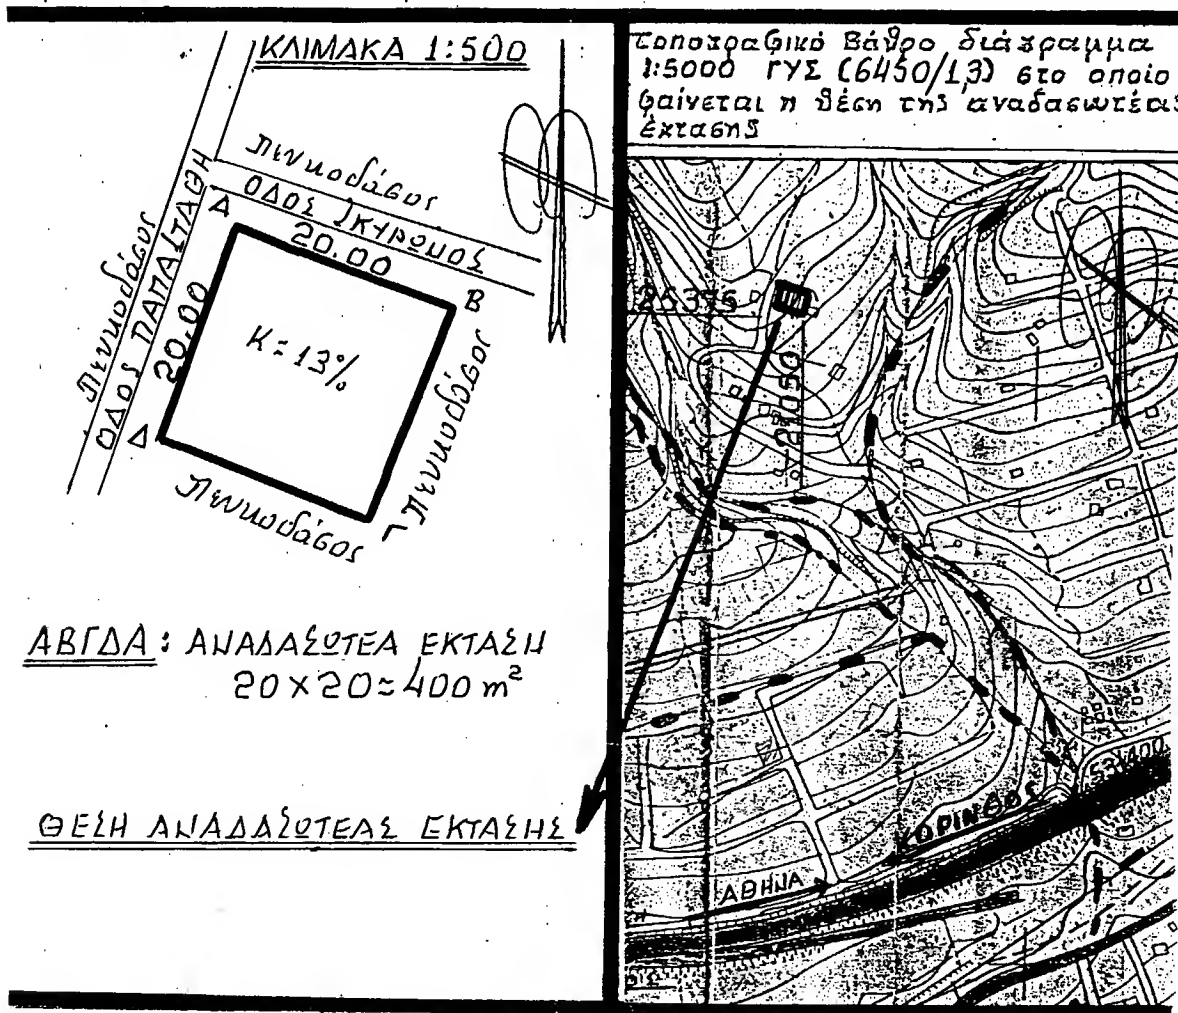 ΚΛΙΜΑΚΑ 1:500
Πευκοδάσος
ΟΔΟΣ ΣΚΥΡΩΝΟΣ
20.00
Πευκοδάσος
ΟΔΟΣ ΠΑΠΑΣΤΑΘΗ
20.00
Α
Β
Κ=13%
Δ
Γ
Πευκοδάσος
Πευκοδάσος
ΑΒΓΔΑ: ΑΝΑΔΑΣΩΤΕΑ ΕΚΤΑΣΗ
20×20=400 m²
ΘΕΣΗ ΑΝΑΔΑΣΩΤΕΑΣ ΕΚΤΑΣΗΣ
τοπογραφικό βάθρο διάγραμμα
1:5000 ΓΥΣ (6450/13) στο οποίο
φαίνεται η θέση της αναδασωτέας
έκτασης
-21050
ΚΟΡΙΝΘΟΣ
ΑΘΗΝΑ